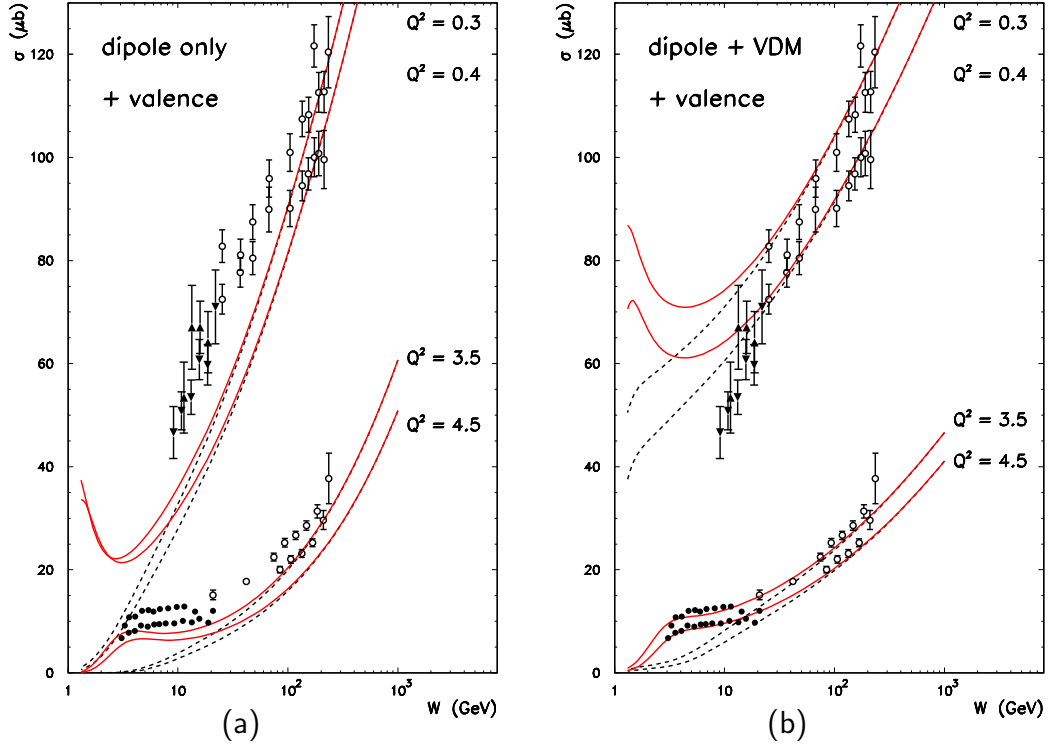 σ (μb)
120
100
80
60
40
20
0
dipole only
+ valence
Q² = 0.3
Q² = 0.4
Q² = 3.5
Q² = 4.5
1
10
10²
10³
W (GeV)
(a)
σ (μb)
120
100
80
60
40
20
0
dipole + VDM
+ valence
Q² = 0.3
Q² = 0.4
Q² = 3.5
Q² = 4.5
1
10
10²
10³
W (GeV)
(b)